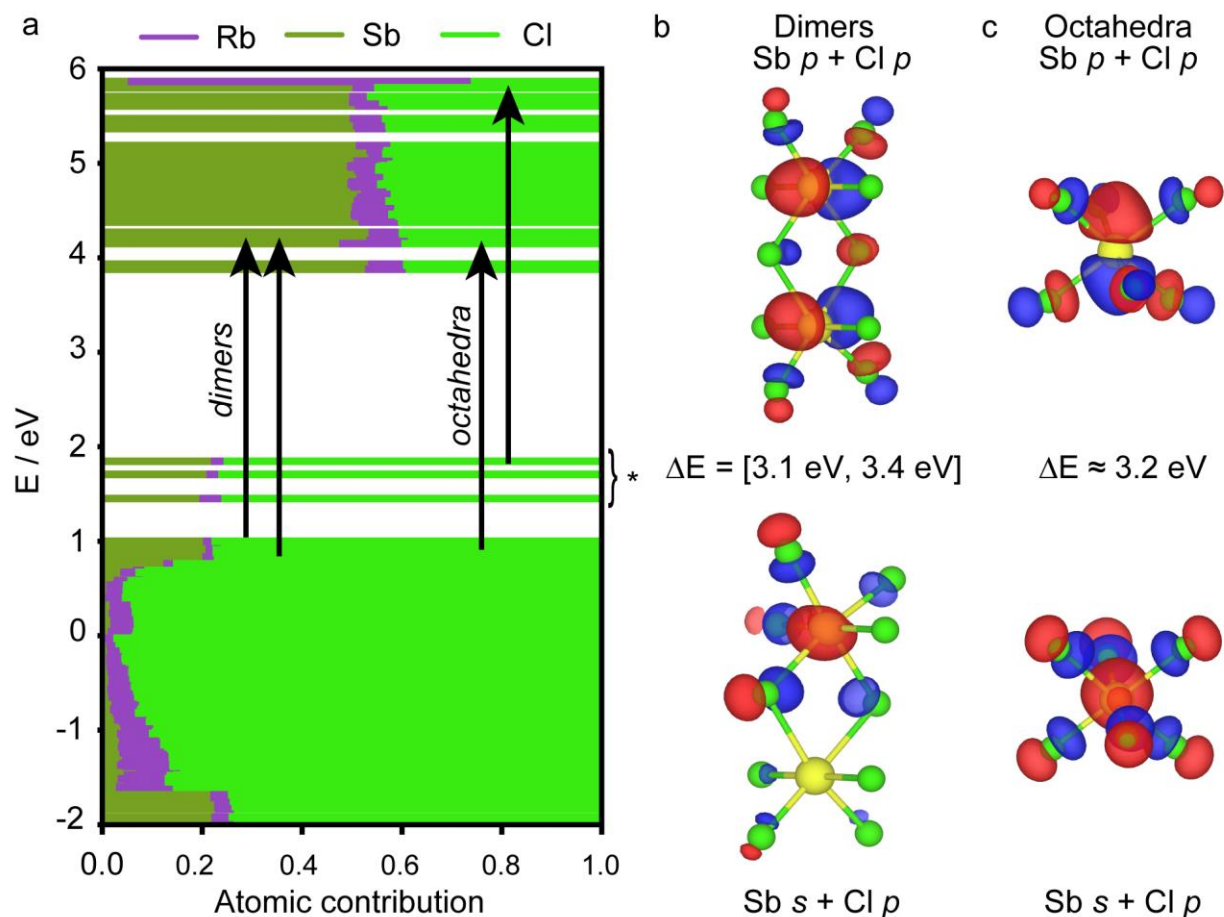 a
Rb Sb Cl
6
5
4
3
2
1
0
-1
-2
E / eV
0.0 0.2 0.4 0.6 0.8 1.0
Atomic contribution
dimers
octahedra
} *
b
Dimers
Sb p + Cl p
ΔE = [3.1 eV, 3.4 eV]
Sb s + Cl p
c
Octahedra
Sb p + Cl p
ΔE ≈ 3.2 eV
Sb s + Cl p